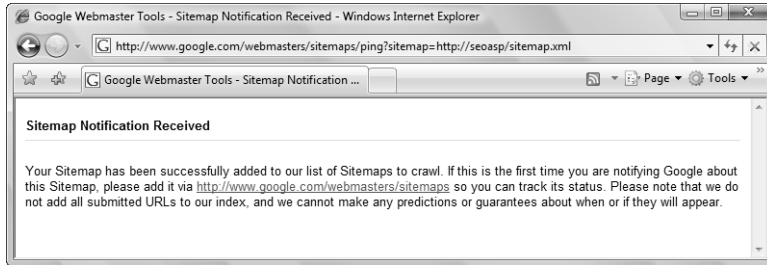 Google Webmaster Tools - Sitemap Notification Received - Windows Internet Explorer
http://www.google.com/webmasters/sitemaps/ping?sitemap=http://seoasp/sitemap.xml
Google Webmaster Tools - Sitemap Notification ... Page Tools »
Sitemap Notification Received
Your Sitemap has been successfully added to our list of Sitemaps to crawl. If this is the first time you are notifying Google about
this Sitemap, please add it via http://www.google.com/webmasters/sitemaps so you can track its status. Please note that we do
not add all submitted URLs to our index, and we cannot make any predictions or guarantees about when or if they will appear.